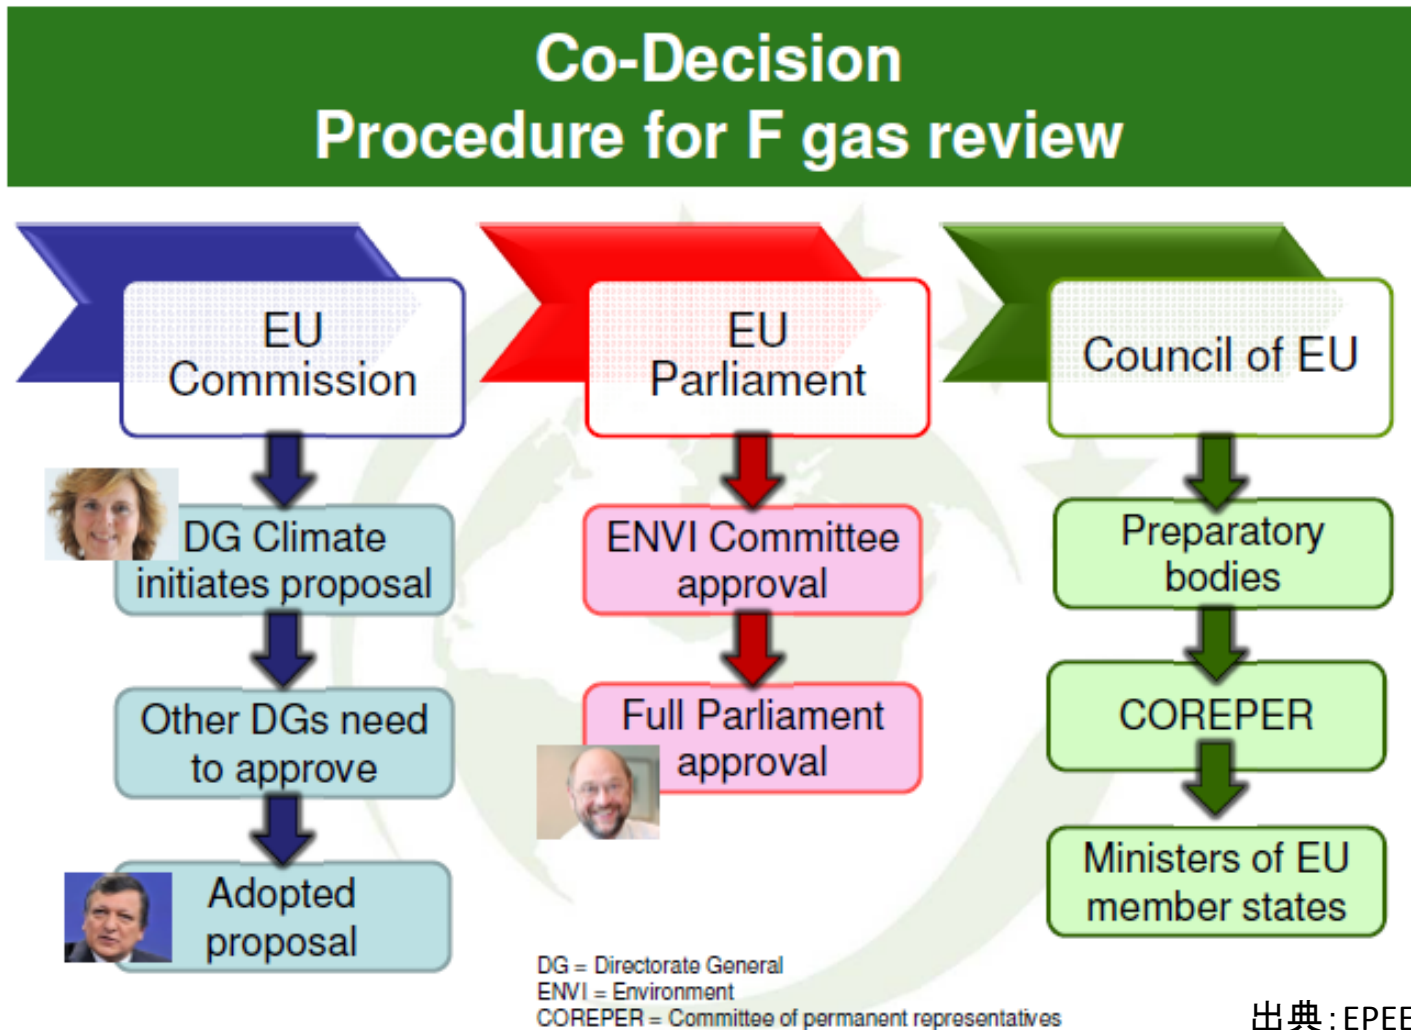 Co-Decision
Procedure for F gas review
EU
Commission
DG Climate
initiates proposal
Other DGs need
to approve
Adopted
proposal
EU
Parliament
ENVI Committee
approval
Full Parliament
approval
Council of EU
Preparatory
bodies
COREPER
Ministers of EU
member states
DG = Directorate General
ENVI = Environment
COREPER = Committee of permanent representatives
出典：EPEE